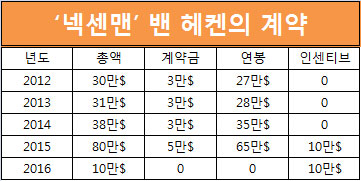 ‘넥센맨’ 밴 헤켄의 계약
년도 총액 계약금 연봉 인센티브
2012 30만$ 3만$ 27만$ 0
2013 31만$ 3만$ 28만$ 0
2014 38만$ 3만$ 35만$ 0
2015 80만$ 5만$ 65만$ 10만$
2016 10만$ 0 0 10만$